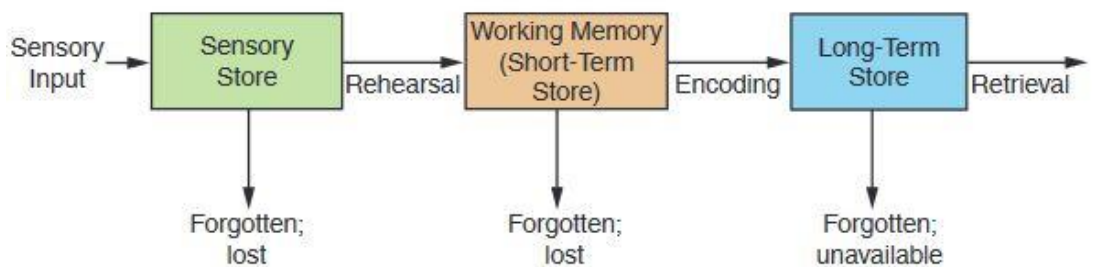 Sensory
Input
Sensory
Store
Rehearsal
Working Memory
(Short-Term
Store)
Encoding
Long-Term
Store
Retrieval
Forgotten;
lost
Forgotten;
lost
Forgotten;
unavailable